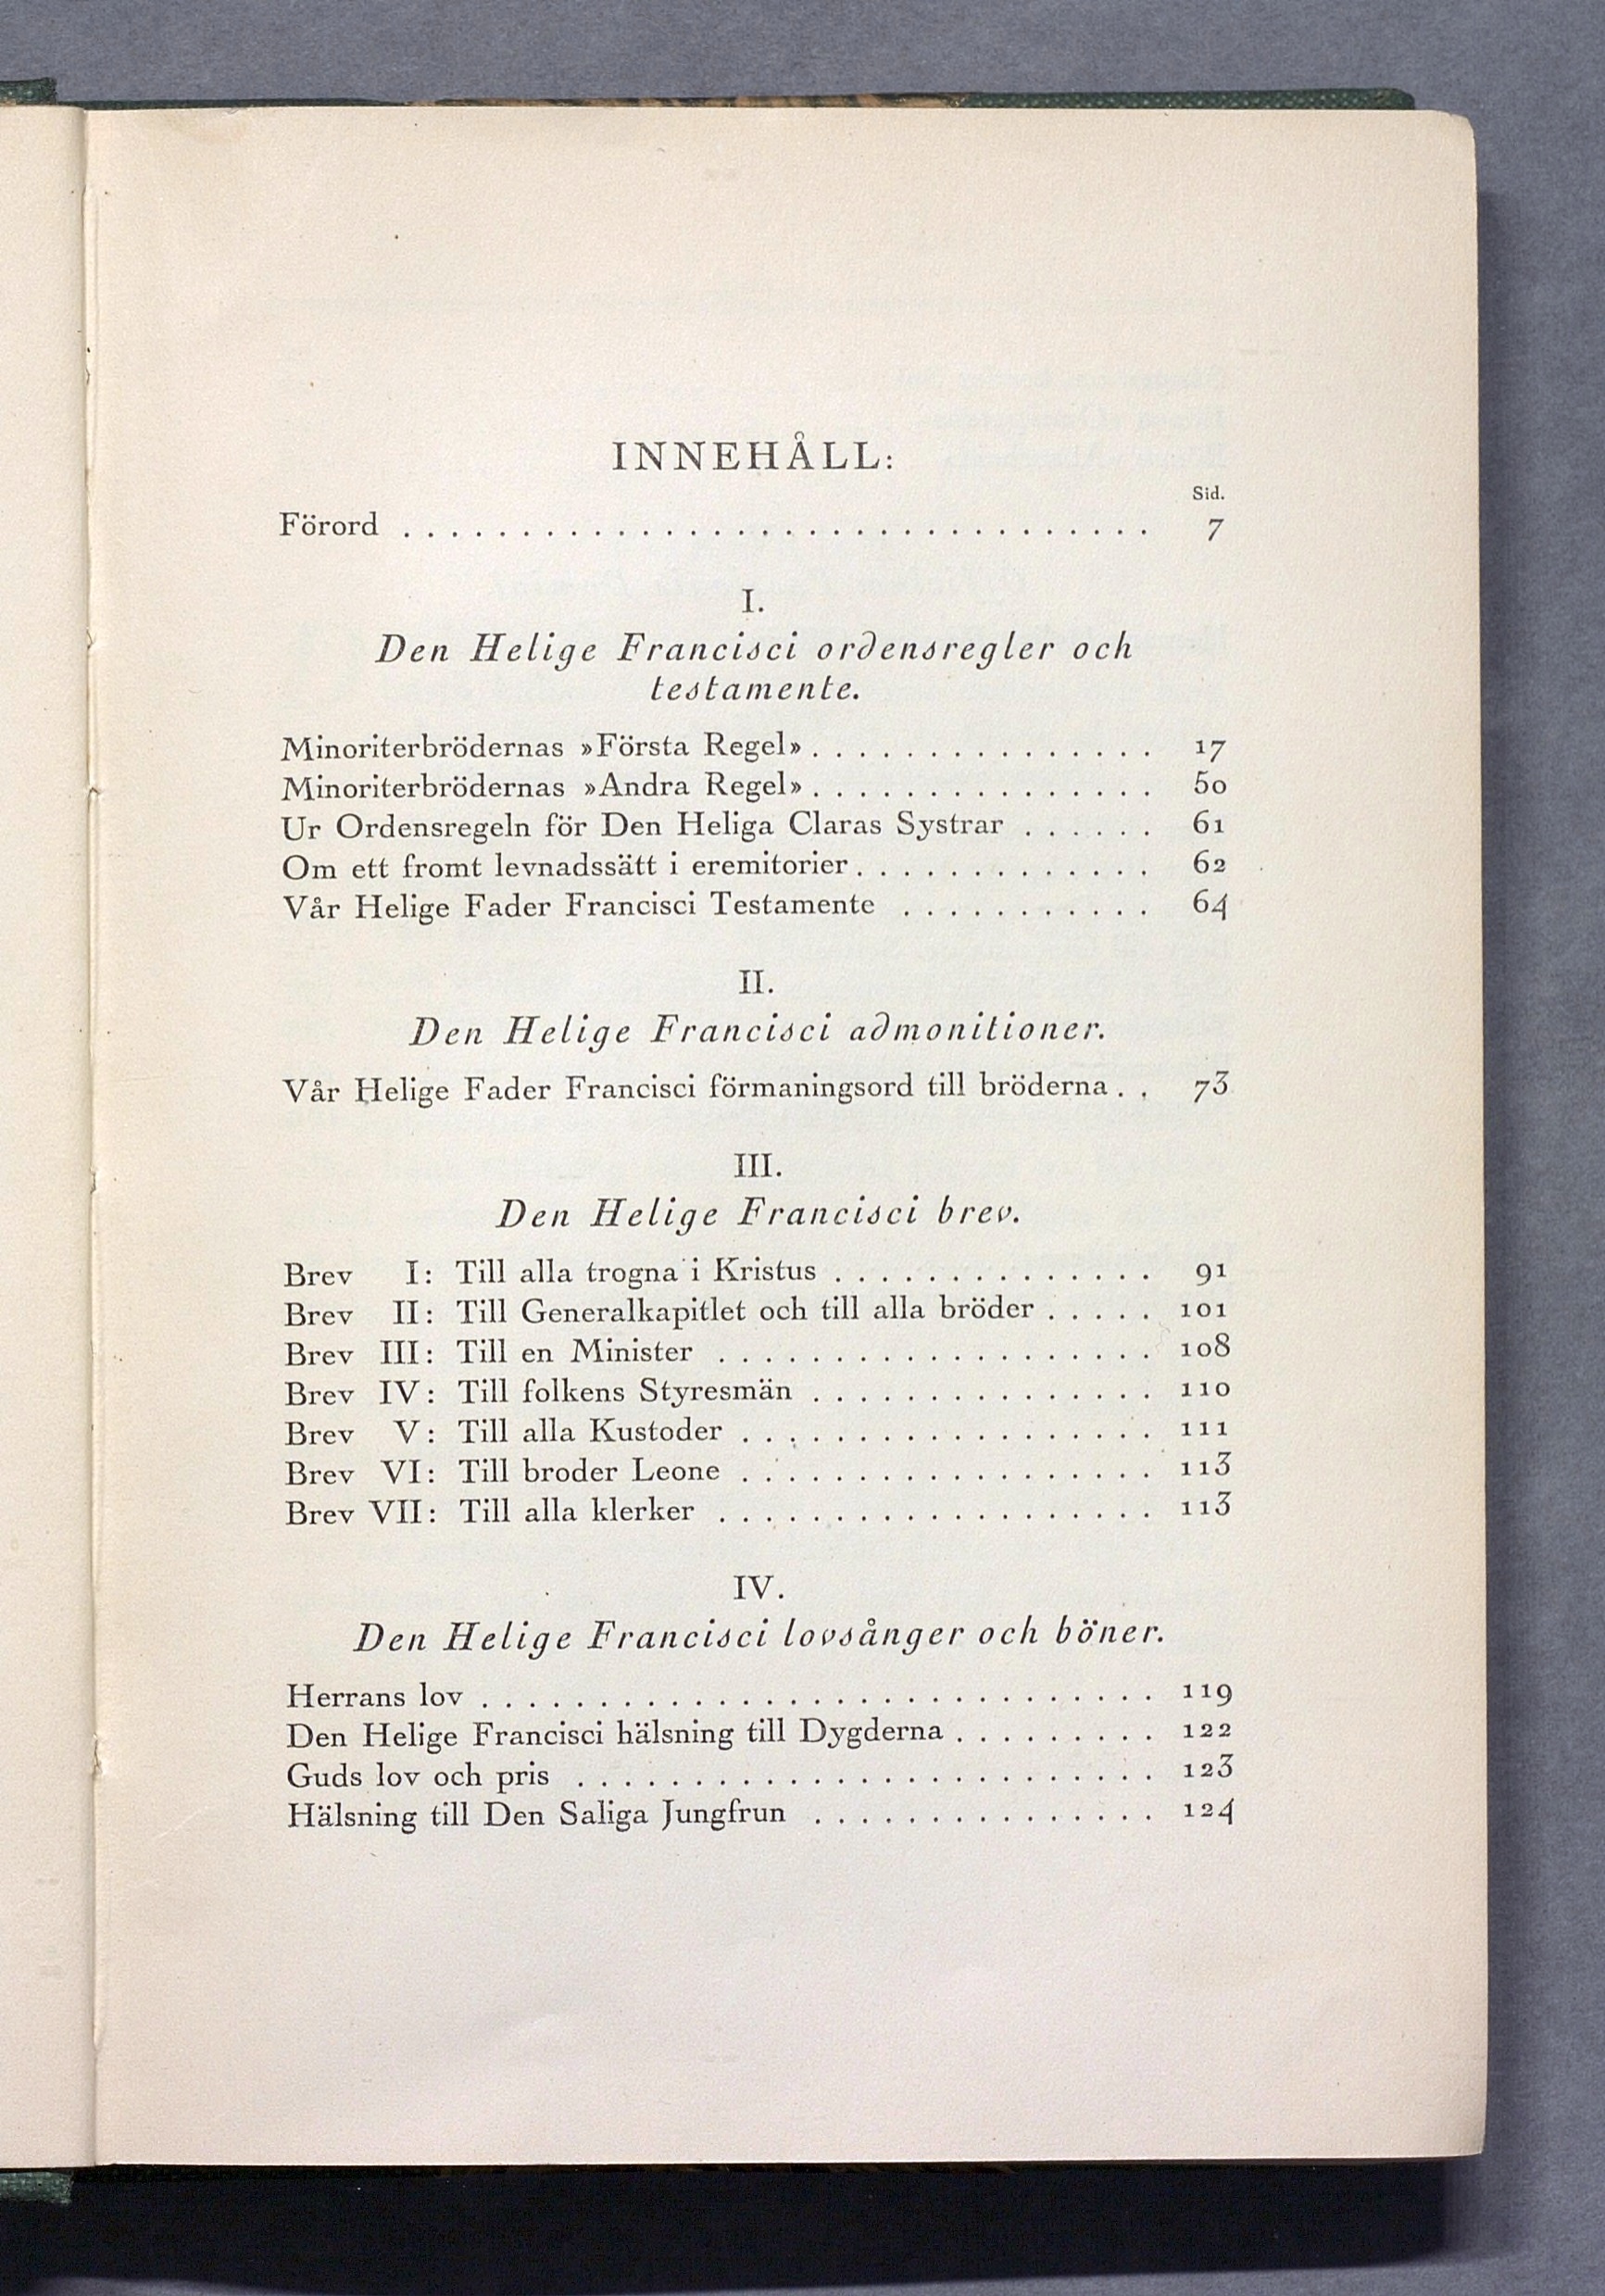 INNEHÅLL:
Sid.
Förord . . . . . . . . . . . . . . . . . . . . . . . . . . . . . . . . 7
I.
Den Helige Francisci ordensregler och
testamente.
Minoriterbrödernas »Första Regel» . . . . . . . . . . . . . . . 17
Minoriterbrödernas »Andra Regel» . . . . . . . . . . . . . . . 50
Ur Ordensregeln för Den Heliga Claras Systrar . . . . . . 61
Om ett fromt levnadssätt i eremitorier . . . . . . . . . . . . . 62
Vår Helige Fader Francisci Testamente . . . . . . . . . . . 64
II.
Den Helige Francisci admonitioner.
Vår Helige Fader Francisci förmaningsord till bröderna . . 73
III.
Den Helige Francisci brev.
Brev I: Till alla trogna i Kristus . . . . . . . . . . . . . . 91
Brev II: Till Generalkapitlet och till alla bröder . . . . . 101
Brev III: Till en Minister . . . . . . . . . . . . . . . . . . . 108
Brev IV: Till folkens Styresmän . . . . . . . . . . . . . . . 110
Brev V: Till alla Kustoder . . . . . . . . . . . . . . . . . . 111
Brev VI: Till broder Leone . . . . . . . . . . . . . . . . . . 113
Brev VII: Till alla klerker . . . . . . . . . . . . . . . . . . . 113
IV.
Den Helige Francisci lovsånger och böner.
Herrans lov . . . . . . . . . . . . . . . . . . . . . . . . . . . . . 119
Den Helige Francisci hälsning till Dygderna . . . . . . . . . 122
Guds lov och pris . . . . . . . . . . . . . . . . . . . . . . . . . 123
Hälsning till Den Saliga Jungfrun . . . . . . . . . . . . . . . 124